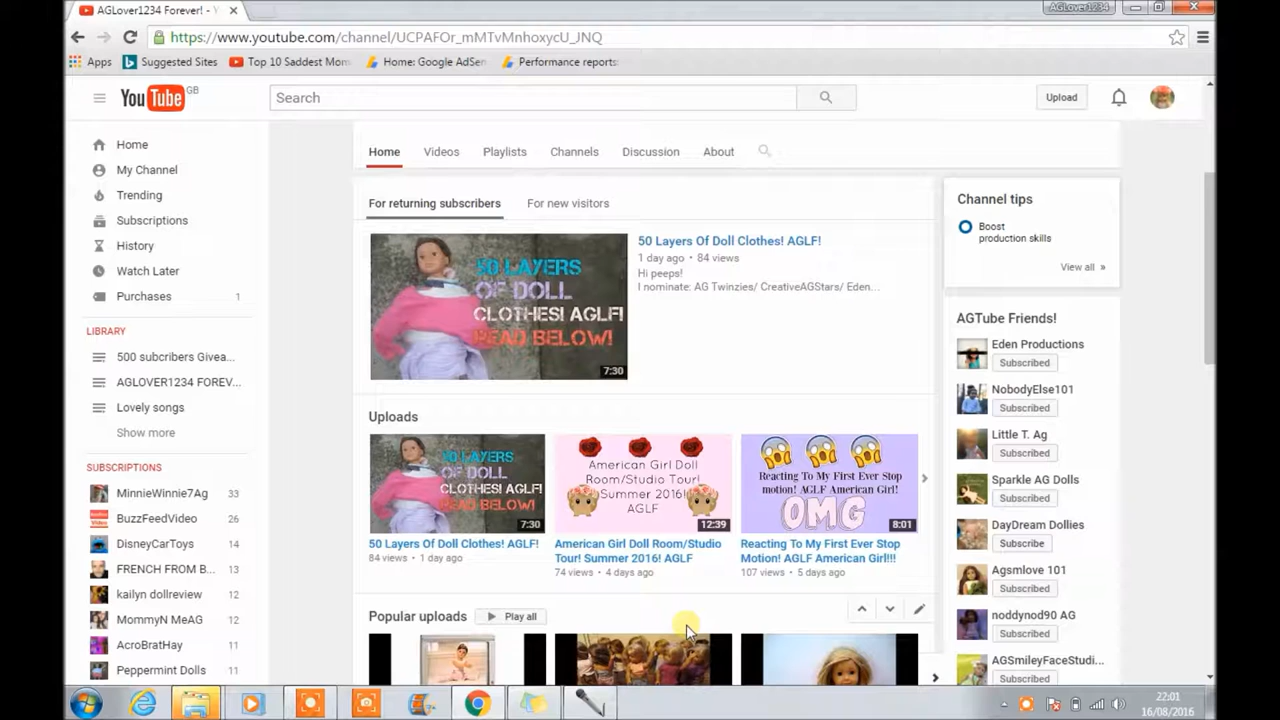 AGLover1234 Forever! - Y
AGLover1234
https://www.youtube.com/channel/UCPAFOr_mMTvMnhoxycU_JNQ
Apps
Suggested Sites
Top 10 Saddest Mom
Home: Google AdSen
Performance reports:
YouTube GB
Search
Upload
Home
My Channel
Trending
Subscriptions
History
Watch Later
Purchases 1
LIBRARY
500 subcribers Givea...
AGLOVER1234 FOREV...
Lovely songs
Show more
SUBSCRIPTIONS
MinnieWinnie7Ag 33
BuzzFeedVideo 26
DisneyCarToys 14
FRENCH FROM B... 13
kailyn dollreview 12
MommyN MeAG 12
AcroBratHay 11
Peppermint Dolls 11
Home Videos Playlists Channels Discussion About
For returning subscribers For new visitors
50 LAYERS
OF DOLL
CLOTHES! AGLF!
READ BELOW!
7:30
50 Layers Of Doll Clothes! AGLF!
1 day ago • 84 views
Hi peeps!
I nominate: AG Twinzies/ CreativeAGStars/ Eden...
Uploads
50 LAYERS
OF DOLL
CLOTHES! AGLF!
READ BELOW!
7:30
50 Layers Of Doll Clothes! AGLF!
84 views • 1 day ago
American Girl Doll
Room/Studio Tour!
Summer 2016!
AGLF
12:39
American Girl Doll Room/Studio
Tour! Summer 2016! AGLF
74 views • 4 days ago
Reacting To My First Ever Stop
motion! AGLF American Girl!
OMG
8:01
Reacting To My First Ever Stop
Motion! AGLF American Girl!!!
107 views • 5 days ago
Popular uploads
Play all
Channel tips
Boost
production skills
View all »
AGTube Friends!
Eden Productions
Subscribed
NobodyElse101
Subscribed
Little T. Ag
Subscribed
Sparkle AG Dolls
Subscribed
DayDream Dollies
Subscribe
Agsmlove 101
Subscribed
noddynod90 AG
Subscribed
AGSmileyFaceStudi...
Subscribed
22:01
16/08/2016